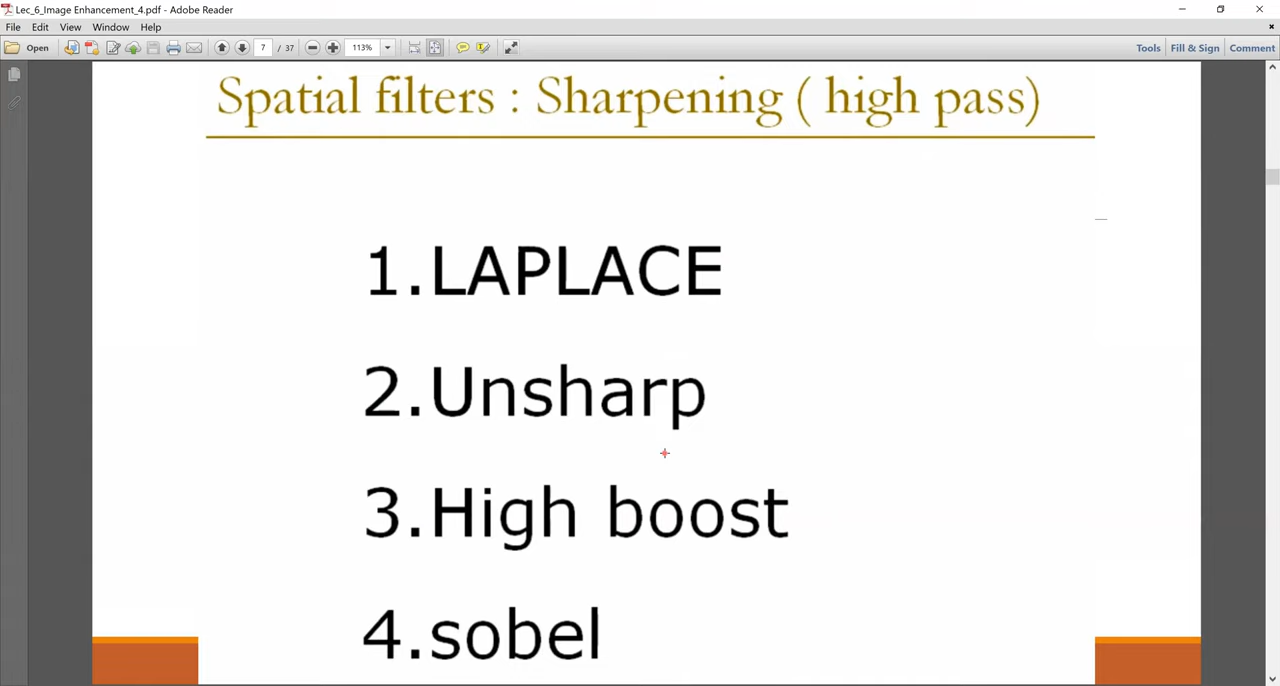 Lec_6_Image Enhancement_4.pdf - Adobe Reader
File Edit View Window Help
Open 7 / 37 113% Tools Fill & Sign Comment
Spatial filters : Sharpening ( high pass)
1.LAPLACE
2.Unsharp
3.High boost
4.sobel